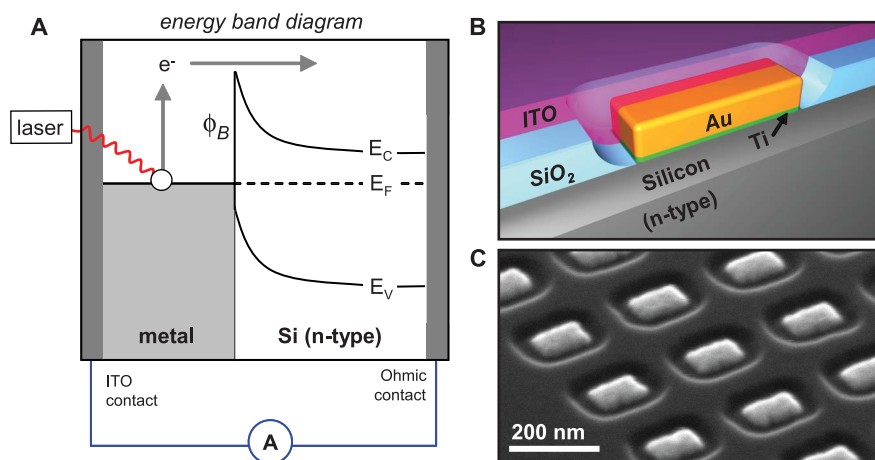 A
energy band diagram
e-
laser
ϕB
EC
EF
EV
metal
Si (n-type)
ITO
contact
Ohmic
contact
A
B
ITO
Au
Ti
SiO2
Silicon
(n-type)
C
200 nm